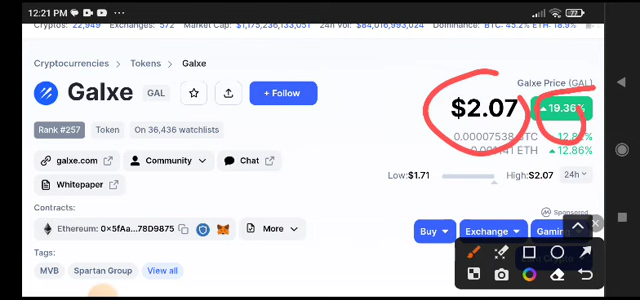 12:21 PM
77
Cryptos: 22,949 Exchanges: 572 Market Cap: $1,175,236,133,051 24h Vol: $84,016,993,024 Dominance: BTC: 45.2% ETH: 18.9%
Cryptocurrencies > Tokens > Galxe
Galxe GAL + Follow
Galxe Price (GAL)
$2.07 19.36%
Rank #257 Token On 36,436 watchlists
0.00007538 BTC
ETH 12.86%
galxe.com Community Chat
Whitepaper
Low:$1.71 High:$2.07 24h
Contracts:
Ethereum: 0x5fAa...78D9875 More
Sponsored
Buy Exchange Gaming
Tags:
MVB Spartan Group View all